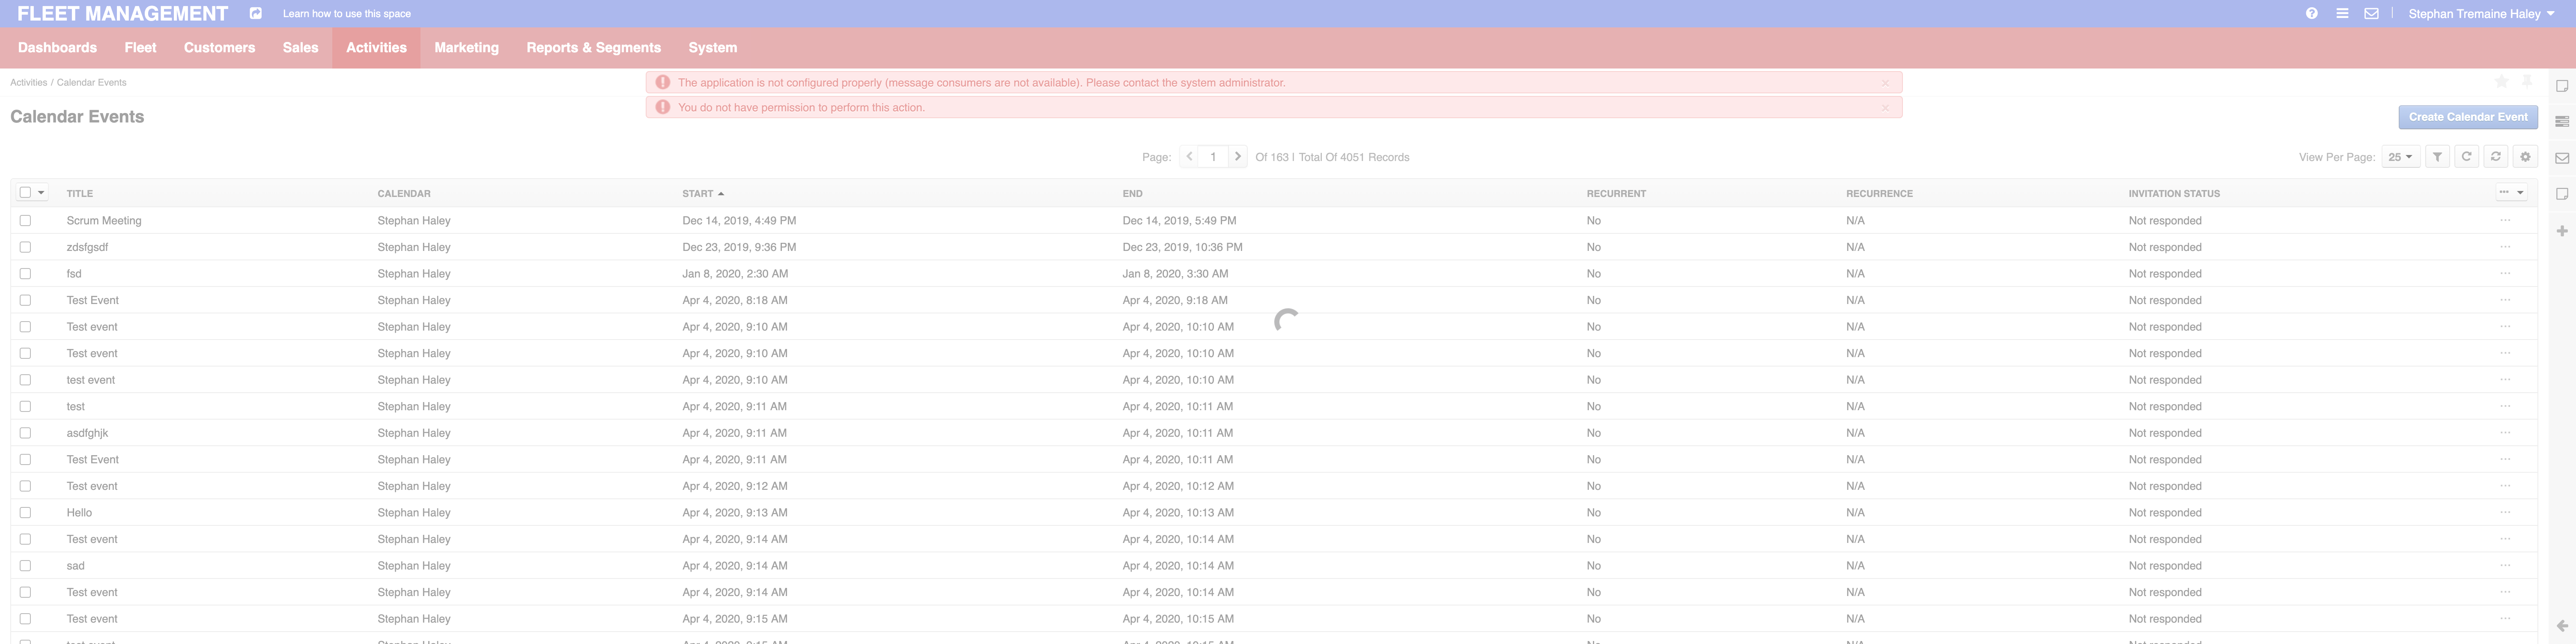 FLEET MANAGEMENT Learn how to use this space Stephan Tremaine Haley
Dashboards Fleet Customers Sales Activities Marketing Reports & Segments System
Activities / Calendar Events
The application is not configured properly (message consumers are not available). Please contact the system administrator. ×
You do not have permission to perform this action. ×
Calendar Events
Create Calendar Event
Page: 1 Of 163 | Total Of 4051 Records View Per Page: 25
TITLE CALENDAR START END RECURRENT RECURRENCE INVITATION STATUS
Scrum Meeting Stephan Haley Dec 14, 2019, 4:49 PM Dec 14, 2019, 5:49 PM No N/A Not responded
zdsfgsdf Stephan Haley Dec 23, 2019, 9:36 PM Dec 23, 2019, 10:36 PM No N/A Not responded
fsd Stephan Haley Jan 8, 2020, 2:30 AM Jan 8, 2020, 3:30 AM No N/A Not responded
Test Event Stephan Haley Apr 4, 2020, 8:18 AM Apr 4, 2020, 9:18 AM No N/A Not responded
Test event Stephan Haley Apr 4, 2020, 9:10 AM Apr 4, 2020, 10:10 AM No N/A Not responded
Test event Stephan Haley Apr 4, 2020, 9:10 AM Apr 4, 2020, 10:10 AM No N/A Not responded
test event Stephan Haley Apr 4, 2020, 9:10 AM Apr 4, 2020, 10:10 AM No N/A Not responded
test Stephan Haley Apr 4, 2020, 9:11 AM Apr 4, 2020, 10:11 AM No N/A Not responded
asdfghjk Stephan Haley Apr 4, 2020, 9:11 AM Apr 4, 2020, 10:11 AM No N/A Not responded
Test Event Stephan Haley Apr 4, 2020, 9:11 AM Apr 4, 2020, 10:11 AM No N/A Not responded
Test event Stephan Haley Apr 4, 2020, 9:12 AM Apr 4, 2020, 10:12 AM No N/A Not responded
Hello Stephan Haley Apr 4, 2020, 9:13 AM Apr 4, 2020, 10:13 AM No N/A Not responded
Test event Stephan Haley Apr 4, 2020, 9:14 AM Apr 4, 2020, 10:14 AM No N/A Not responded
sad Stephan Haley Apr 4, 2020, 9:14 AM Apr 4, 2020, 10:14 AM No N/A Not responded
Test event Stephan Haley Apr 4, 2020, 9:14 AM Apr 4, 2020, 10:14 AM No N/A Not responded
Test event Stephan Haley Apr 4, 2020, 9:15 AM Apr 4, 2020, 10:15 AM No N/A Not responded